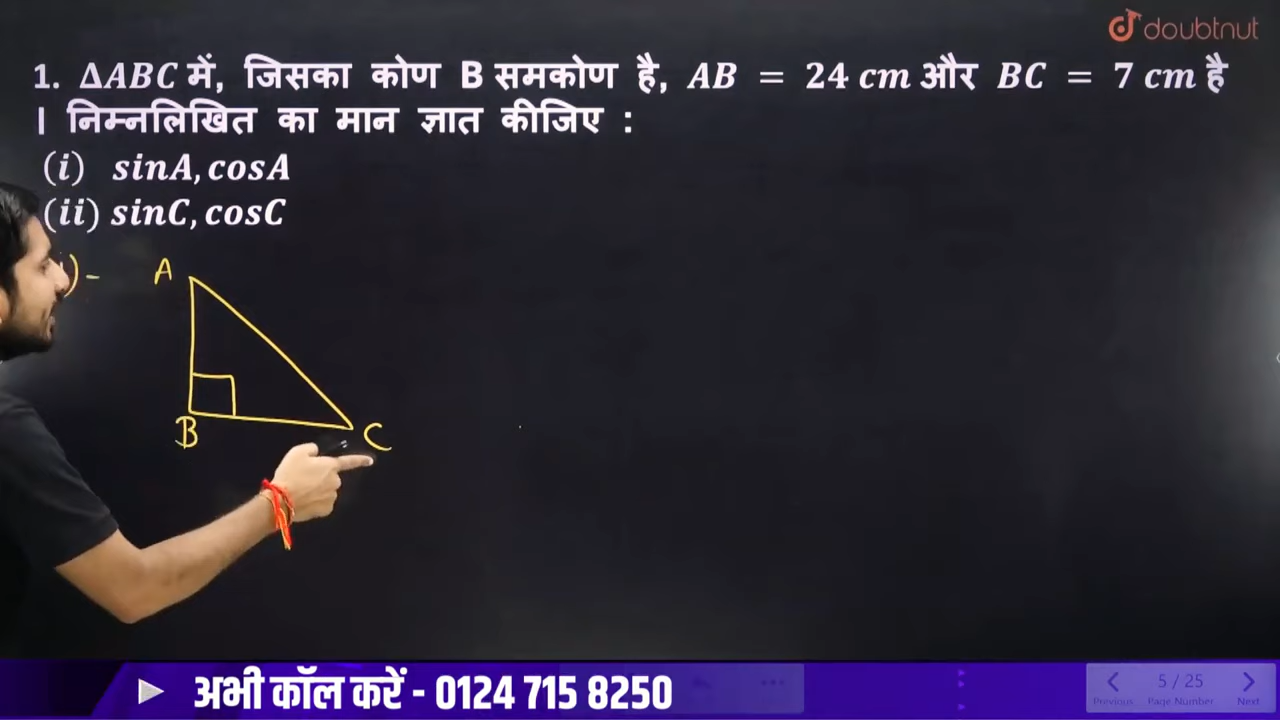 doubtnut
1. ΔABC में, जिसका कोण B समकोण है, AB = 24 cm और BC = 7 cm है
। निम्नलिखित का मान ज्ञात कीजिए :
(i) sinA, cosA
(ii) sinC, cosC
) -
A
B
C
अभी कॉल करें - 0124 715 8250
5 / 25
Previous Page Number Next